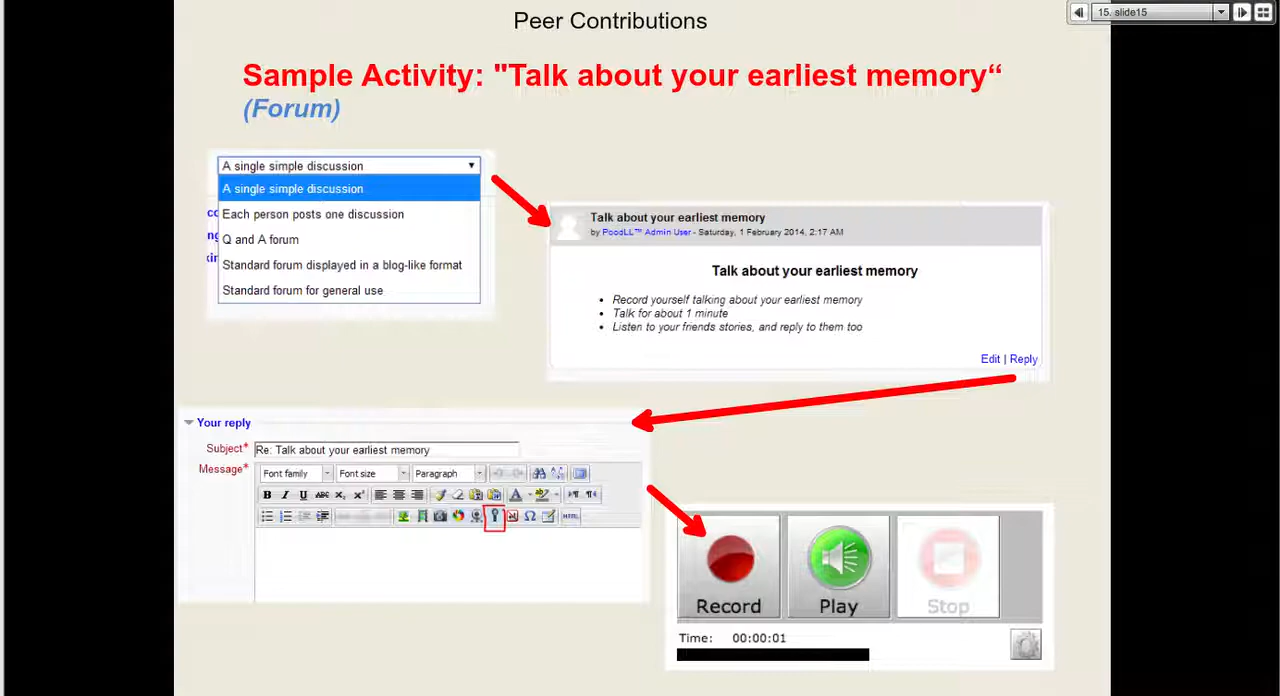 Peer Contributions
15. slide15
Sample Activity: "Talk about your earliest memory“
(Forum)
A single simple discussion
A single simple discussion
Each person posts one discussion
Q and A forum
Standard forum displayed in a blog-like format
Standard forum for general use
Talk about your earliest memory
by PoodLL™ Admin User - Saturday, 1 February 2014, 2:17 AM
Talk about your earliest memory
• Record yourself talking about your earliest memory
• Talk for about 1 minute
• Listen to your friends stories, and reply to them too
Edit | Reply
Your reply
Subject*
Re: Talk about your earliest memory
Message*
Font family Font size Paragraph
B I U ABC X₂ X²
HTML
Record Play Stop
Time: 00:00:01